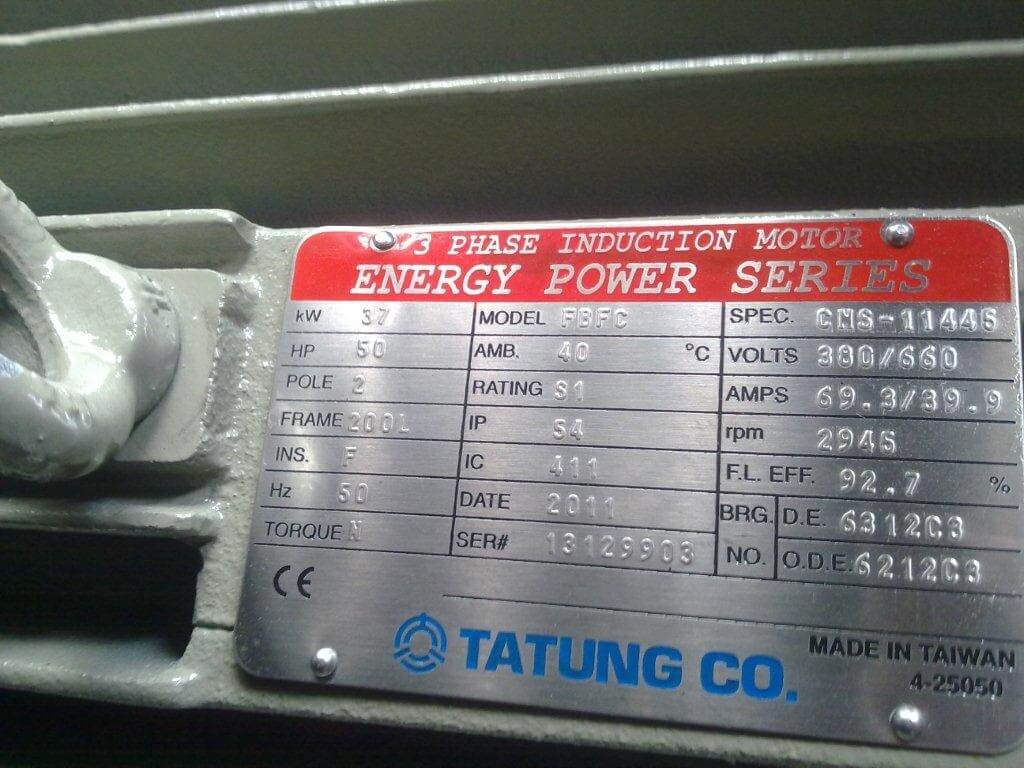 3 PHASE INDUCTION MOTOR
ENERGY POWER SERIES
kW 37 MODEL FBFC SPEC. CNS-11445
HP 50 AMB. 40 °C VOLTS 380/660
POLE 2 RATING S1 AMPS 69.3/39.9
FRAME 200L IP 54 rpm 2945
INS. F IC 411 F.L. EFF. 92.7 %
Hz 50 DATE 2011 BRG. D.E. 6312C3
TORQUE N SER# 13129903 NO. O.D.E. 6212C3
CE
TATUNG CO.
MADE IN TAIWAN
4-25050